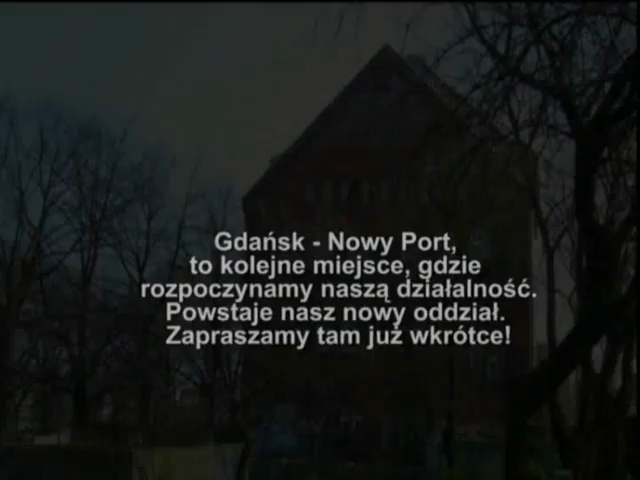 Gdańsk - Nowy Port,
to kolejne miejsce, gdzie
rozpoczynamy naszą działalność.
Powstaje nasz nowy oddział.
Zapraszamy tam już wkrótce!